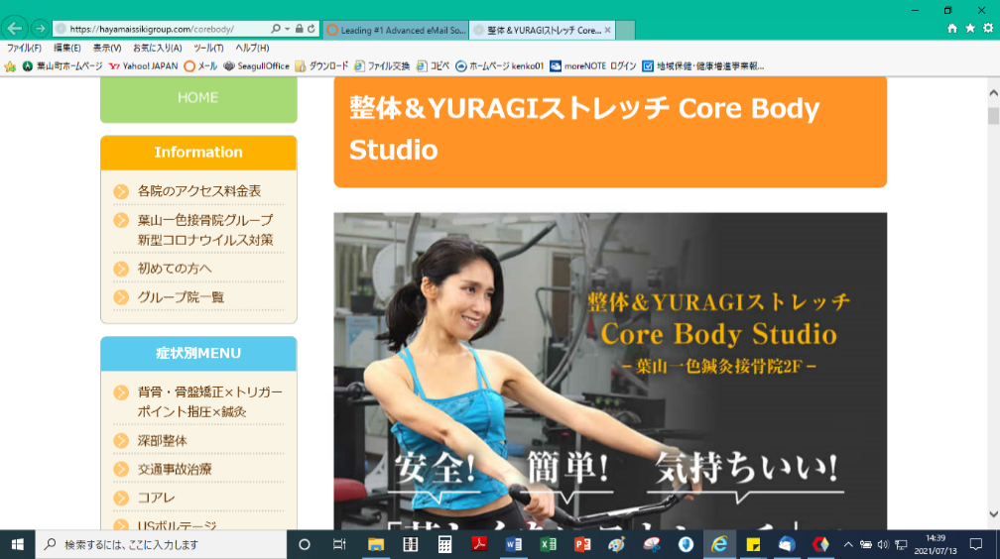 https://hayamaissikigroup.com/corebody/
Leading #1 Advanced eMail So...
整体＆YURAGIストレッチ Core...
ファイル(F) 編集(E) 表示(V) お気に入り(A) ツール(T) ヘルプ(H)
葉山町ホームページ Yahoo! JAPAN メール SeagullOffice ダウンロード ファイル交換 コピペ ホームページ kenko01 moreNOTE ログイン 地域保健・健康増進事業報...
HOME
Information
各院のアクセス料金表
葉山一色接骨院グループ
新型コロナウイルス対策
初めての方へ
グループ院一覧
症状別MENU
背骨・骨盤矯正×トリガー
ポイント指圧×鍼灸
深部整体
交通事故治療
コアレ
USボルテージ
整体＆YURAGIストレッチ Core Body
Studio
整体＆YURAGIストレッチ
Core Body Studio
－葉山一色鍼灸接骨院2F－
安全! 簡単! 気持ちいい!
検索するには、ここに入力します
14:39
2021/07/13